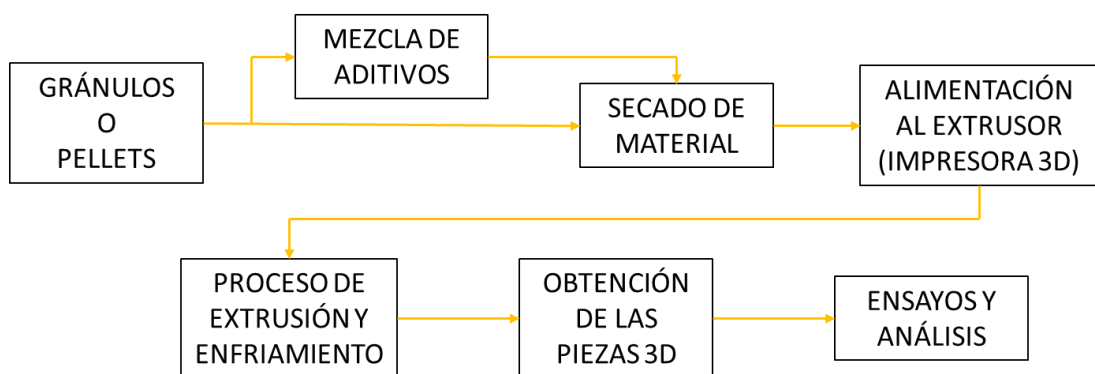 GRÁNULOS
O
PELLETS
MEZCLA DE
ADITIVOS
SECADO DE
MATERIAL
ALIMENTACIÓN
AL EXTRUSOR
(IMPRESORA 3D)
PROCESO DE
EXTRUSIÓN Y
ENFRIAMIENTO
OBTENCIÓN
DE LAS
PIEZAS 3D
ENSAYOS Y
ANÁLISIS